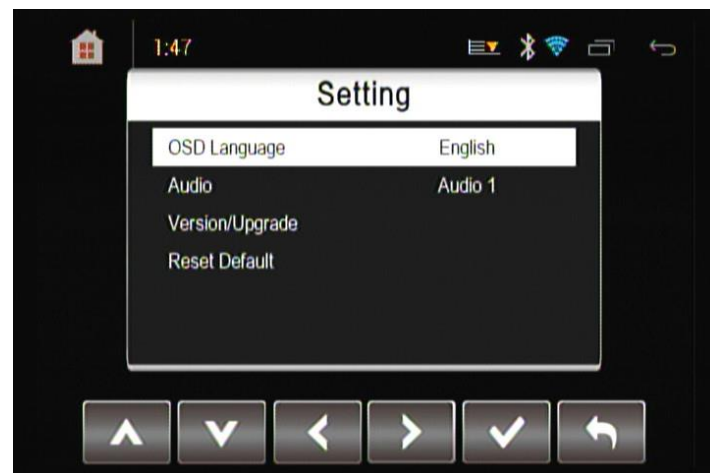 1:47
Setting
OSD Language English
Audio Audio 1
Version/Upgrade
Reset Default